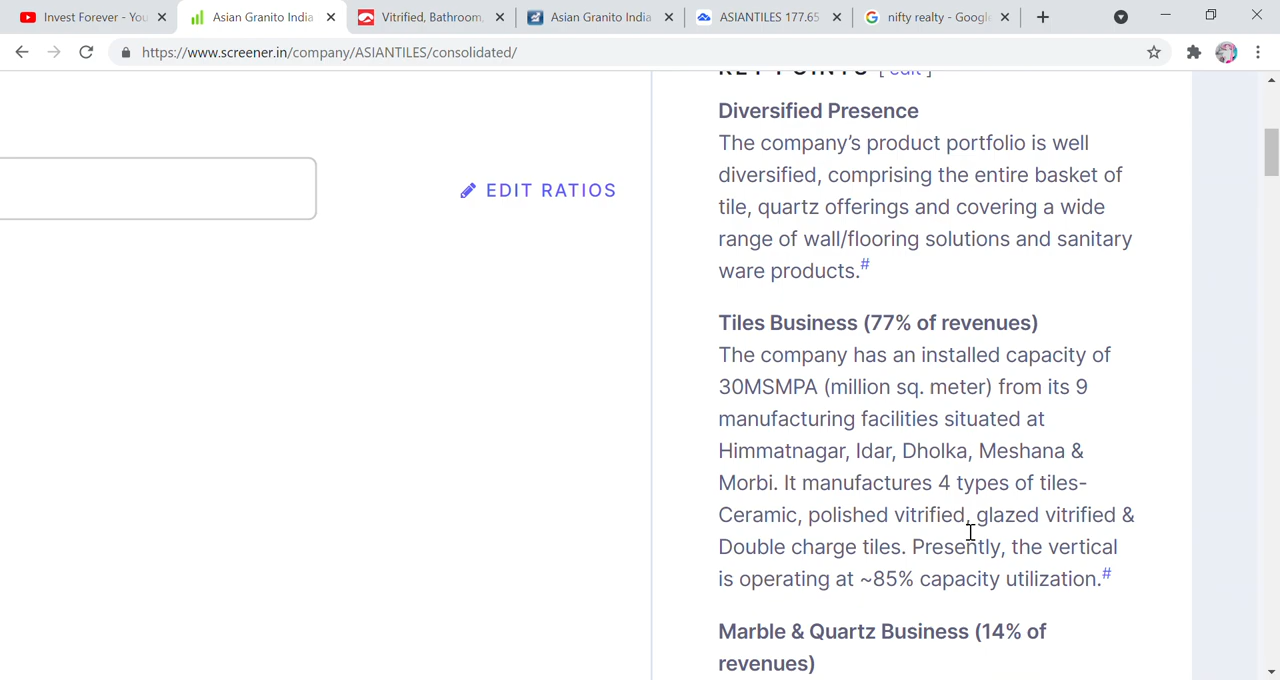 Invest Forever - You
Asian Granito India
Vitrified, Bathroom,
Asian Granito India
ASIANTILES 177.65
nifty realty - Google
https://www.screener.in/company/ASIANTILES/consolidated/
KEY POINTS [ edit ]
Diversified Presence
The company's product portfolio is well
diversified, comprising the entire basket of
tile, quartz offerings and covering a wide
range of wall/flooring solutions and sanitary
ware products.#
EDIT RATIOS
Tiles Business (77% of revenues)
The company has an installed capacity of
30MSMPA (million sq. meter) from its 9
manufacturing facilities situated at
Himmatnagar, Idar, Dholka, Meshana &
Morbi. It manufactures 4 types of tiles-
Ceramic, polished vitrified, glazed vitrified &
Double charge tiles. Presently, the vertical
is operating at ~85% capacity utilization.#
Marble & Quartz Business (14% of
revenues)